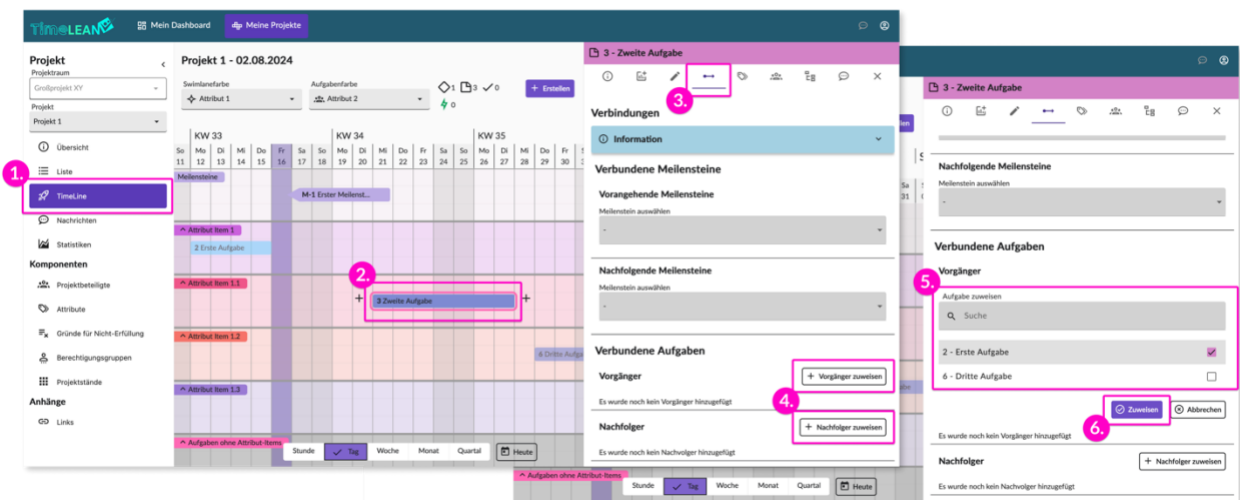 TimeLEAN
Mein Dashboard
Meine Projekte
Projekt
Projektraum
Großprojekt XY
Projekt
Projekt 1
Übersicht
1.
Liste
TimeLine
Nachrichten
Statistiken
Komponenten
Projektbeteiligte
Attribute
Gründe für Nicht-Erfüllung
Berechtigungsgruppen
Projektstände
Anhänge
Links
Projekt 1 - 02.08.2024
Swimlanefarbe
Attribut 1
Aufgabenfarbe
Attribut 2
1 3 0
0
+ Erstellen
KW 33 KW 34 KW 35
So Mo Di Mi Do Fr Sa So Mo Di Mi Do Fr Sa So Mo Di Mi Do Fr
11 12 13 14 15 16 17 18 19 20 21 22 23 24 25 26 27 28 29 30
Meilensteine
M-1 Erster Meilenst...
Attribut Item 1
2 Erste Aufgabe
2.
Attribut Item 1.1
+ 3 Zweite Aufgabe +
Attribut Item 1.2
6 Dritte Aufga
Attribut Item 1.3
Aufgaben ohne Attribut-Items
Stunde Tag Woche Monat Quartal Heute
3 - Zweite Aufgabe
3.
Verbindungen
Information
Verbundene Meilensteine
Vorangehende Meilensteine
Meilenstein auswählen
-
Nachfolgende Meilensteine
Meilenstein auswählen
-
Verbundene Aufgaben
Vorgänger
+ Vorgänger zuweisen
4.
Es wurde noch kein Vorgänger hinzugefügt
Nachfolger
+ Nachfolger zuweisen
Es wurde noch kein Nachvolger hinzugefügt
Sa
31
Aufgaben ohne Attribut-Items
Stunde Tag Woche Monat Quartal Heute
3 - Zweite Aufgabe
Nachfolgende Meilensteine
Meilenstein auswählen
-
Verbundene Aufgaben
Vorgänger
5.
Aufgabe zuweisen
Suche
2 - Erste Aufgabe
6 - Dritte Aufgabe
6.
Zuweisen
Abbrechen
Es wurde noch kein Vorgänger hinzugefügt
Nachfolger
+ Nachfolger zuweisen
Es wurde noch kein Nachvolger hinzugefügt